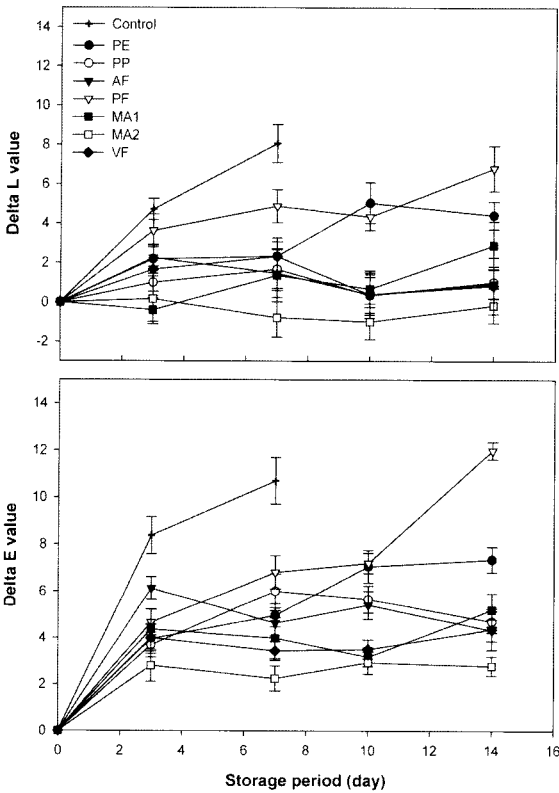 14
12
10
8
6
4
2
0
-2
Delta L value
Control
PE
PP
AF
PF
MA1
MA2
VF
14
12
10
8
6
4
2
0
Delta E value
0 2 4 6 8 10 12 14 16
Storage period (day)